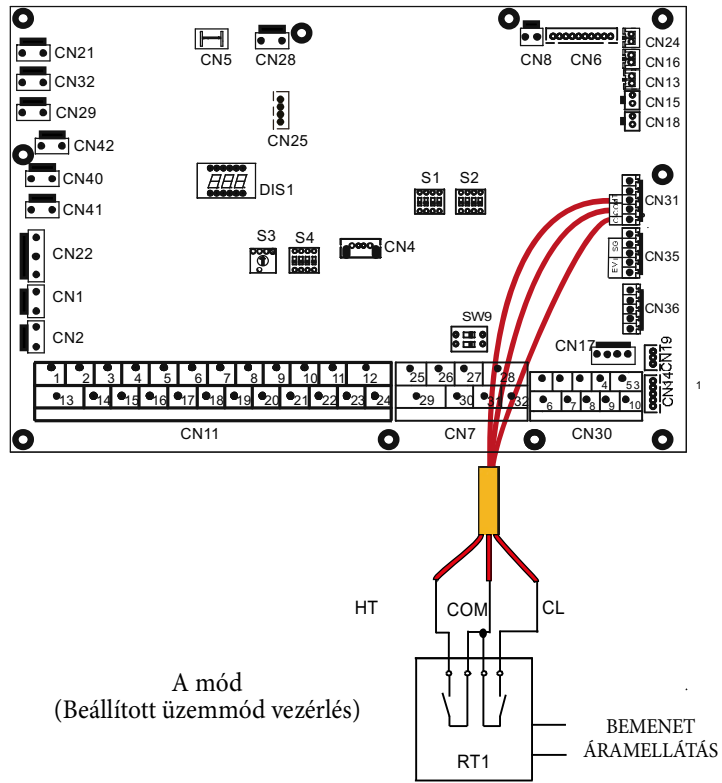 CN21
CN32
CN29
CN42
CN40
CN41
CN22
CN1
CN2
CN5
CN28
CN25
DIS1
S1
S2
S3
S4
CN4
SW9
CN8
CN6
CN24
CN16
CN13
CN15
CN18
CN31
CN35
CN36
CN17
CN19
CN14
1 2 3 4 5 6 7 8 9 10 11 12
13 14 15 16 17 18 19 20 21 22 23 24
CN11
25 26 27 28
29 30 31 32
CN7
4 5 3
6 7 8 9 10
CN30
1
HT
COM
CL
A mód
(Beállított üzemmód vezérlés)
RT1
BEMENET
ÁRAMELLÁTÁS